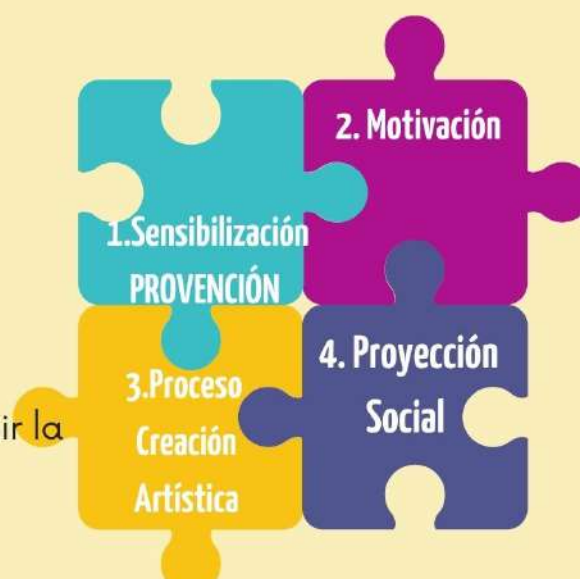 1.Sensibilización
PROVENCIÓN
2. Motivación
ir la
3.Proceso
Creación
Artística
4. Proyección
Social